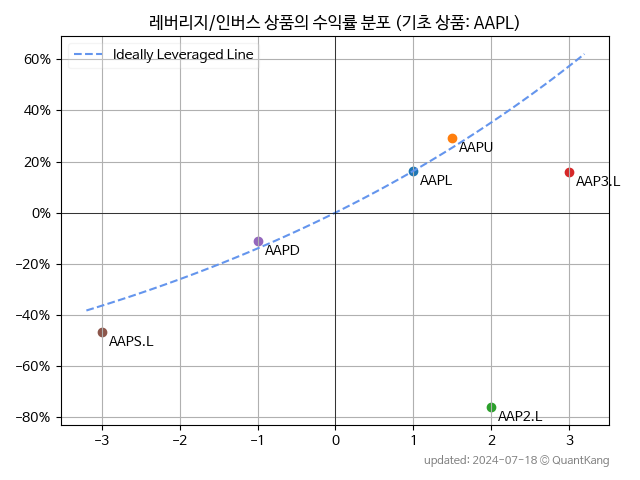 레버리지/인버스 상품의 수익률 분포 (기초 상품: AAPL)
Ideally Leveraged Line
60%
40%
20%
0%
−20%
−40%
−60%
−80%
AAPU
AAPL
AAP3.L
AAPD
AAPS.L
AAP2.L
−3 −2 −1 0 1 2 3
updated: 2024-07-18 © QuantKang